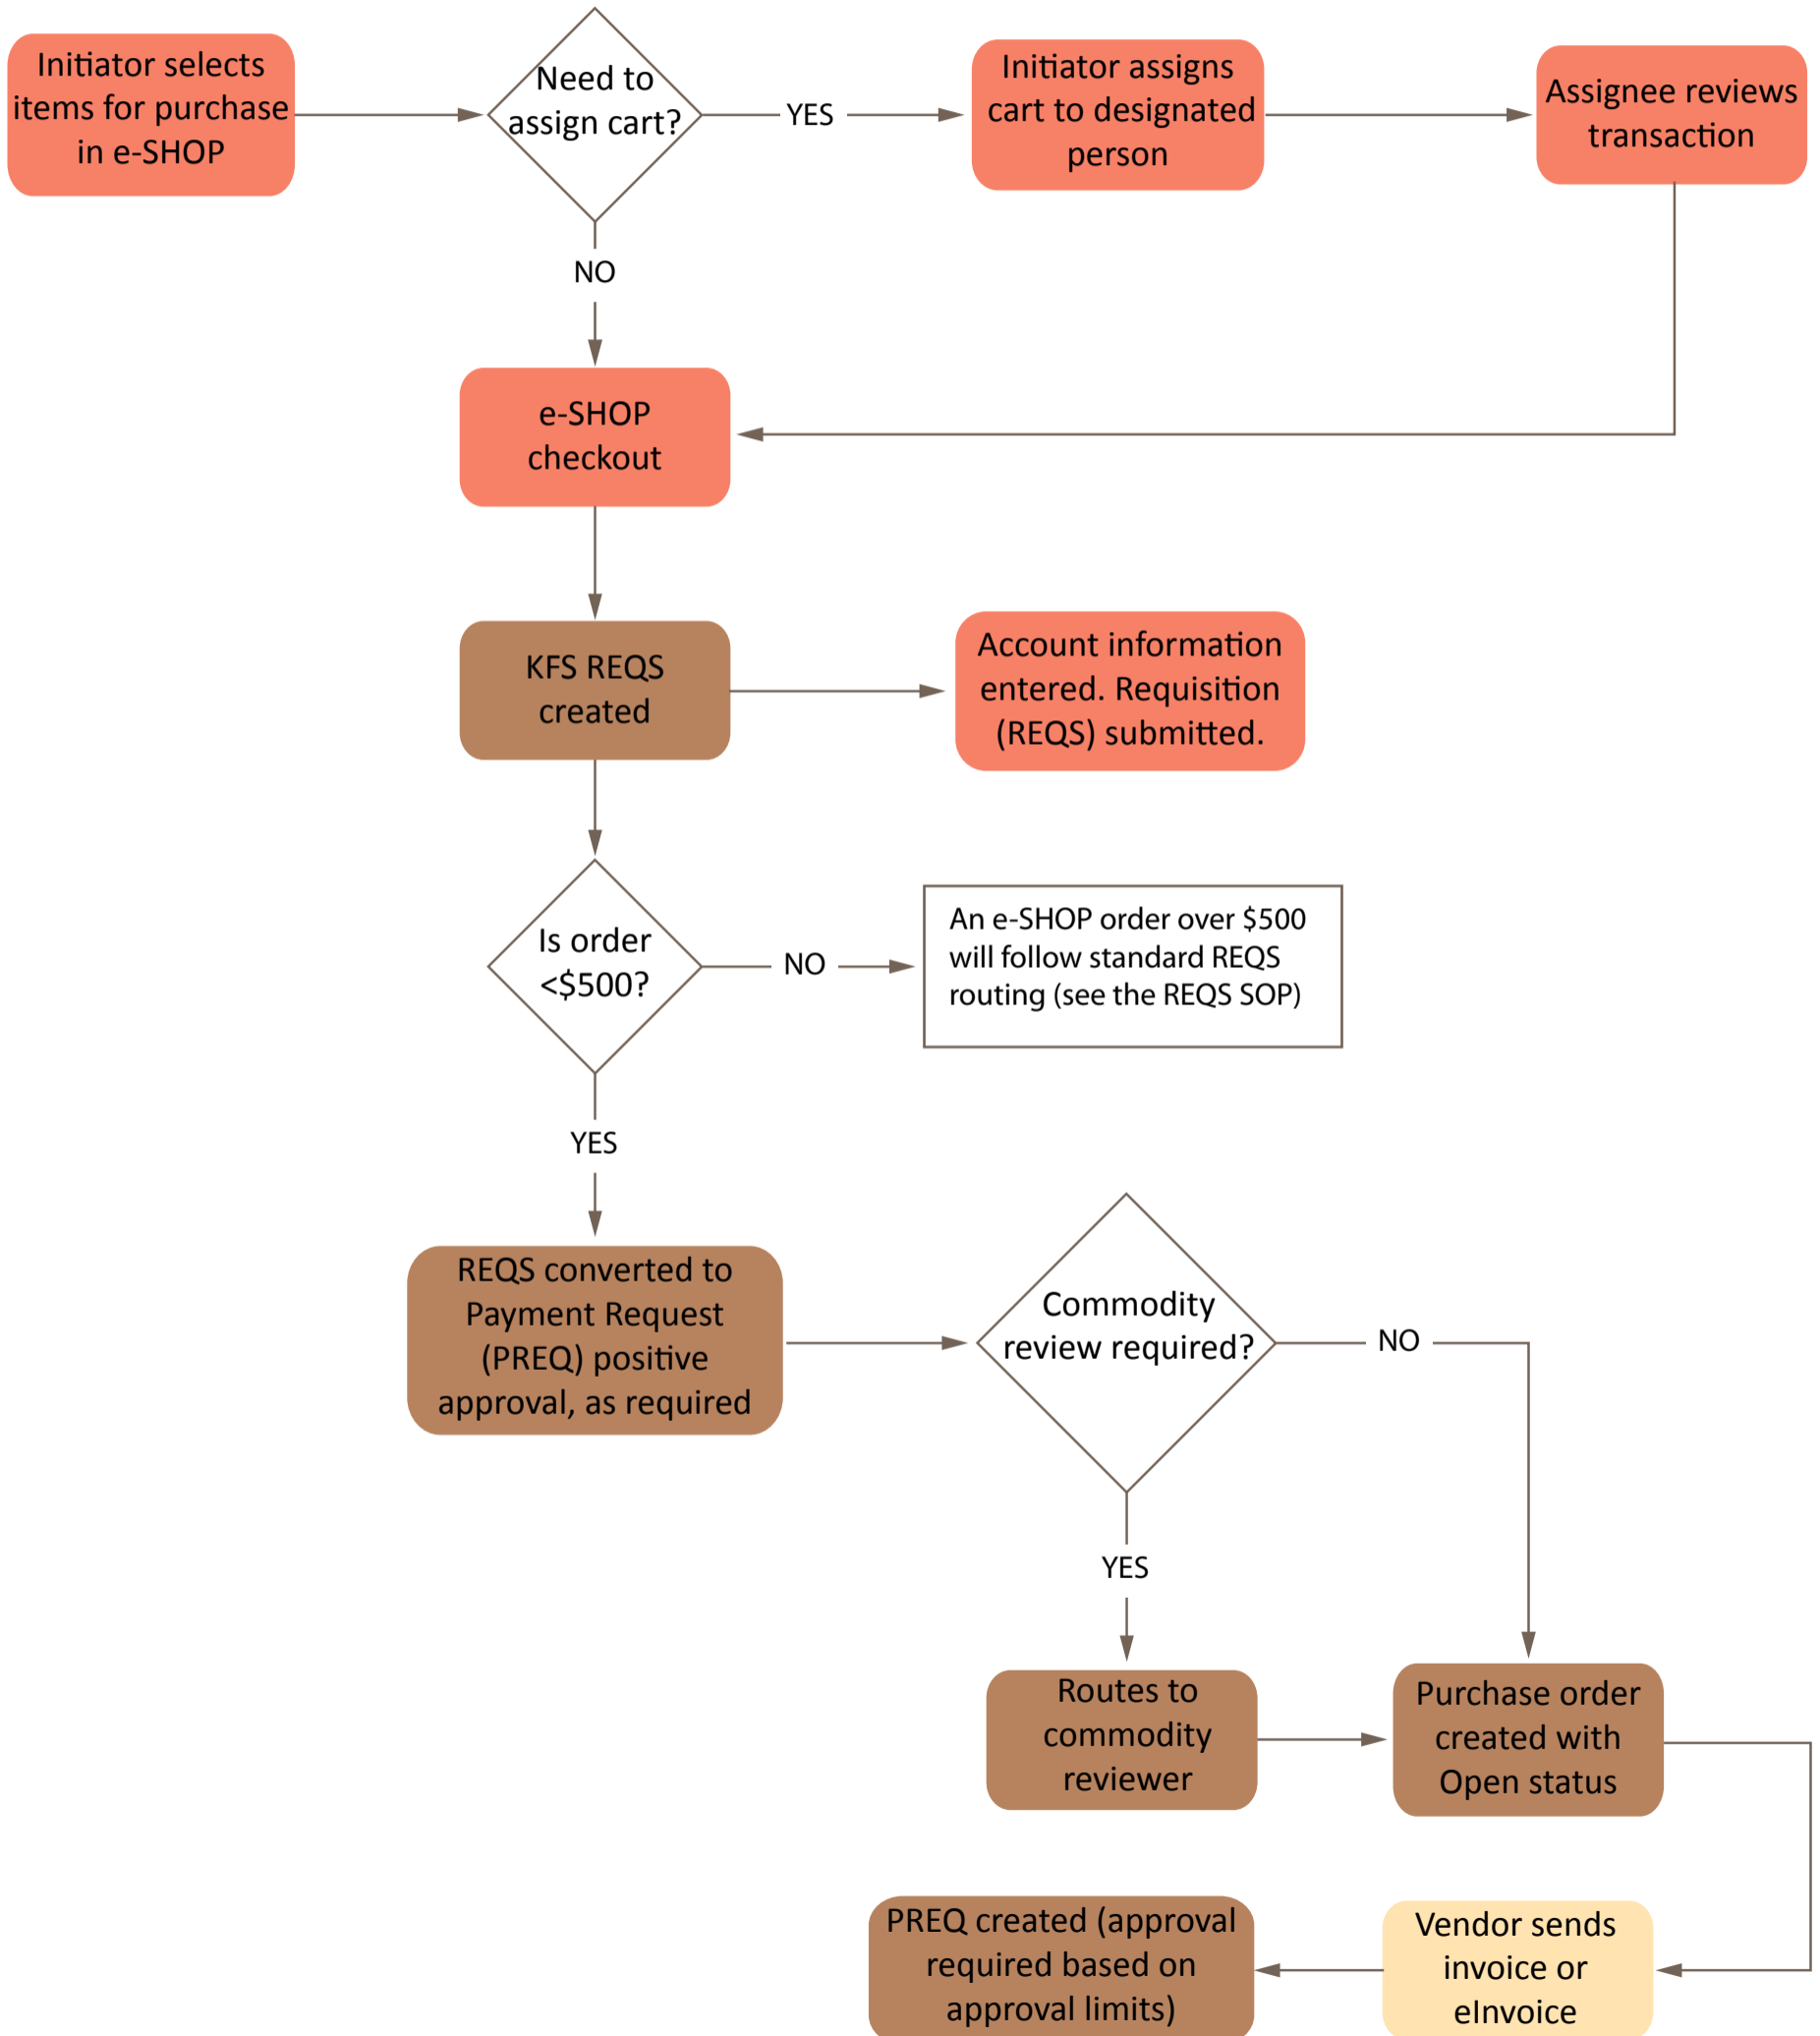 Initiator selects
items for purchase
in e-SHOP
Need to
assign cart?
YES
Initiator assigns
cart to designated
person
Assignee reviews
transaction
NO
e-SHOP
checkout
KFS REQS
created
Account information
entered. Requisition
(REQS) submitted.
Is order
<$500?
NO
An e-SHOP order over $500
will follow standard REQS
routing (see the REQS SOP)
YES
REQS converted to
Payment Request
(PREQ) positive
approval, as required
Commodity
review required?
NO
YES
Routes to
commodity
reviewer
Purchase order
created with
Open status
PREQ created (approval
required based on
approval limits)
Vendor sends
invoice or
eInvoice